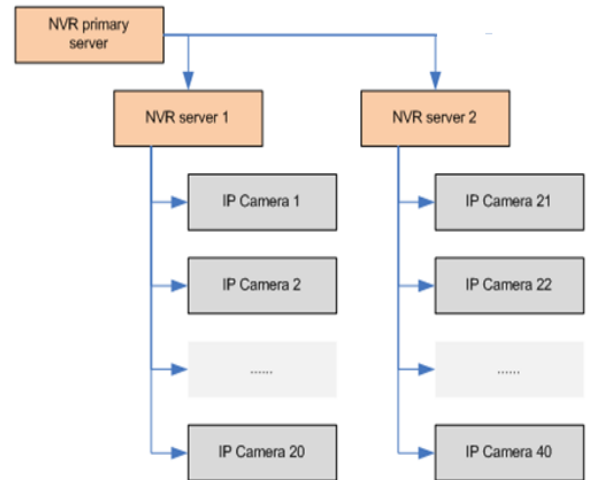 NVR primary
server
NVR server 1
NVR server 2
IP Camera 1
IP Camera 21
IP Camera 2
IP Camera 22
......
......
IP Camera 20
IP Camera 40